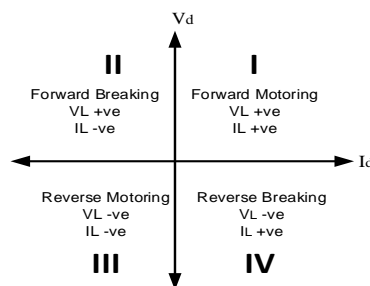 Vd
II
Forward Breaking
VL +ve
IL -ve
I
Forward Motoring
VL +ve
IL +ve
Id
Reverse Motoring
VL -ve
IL -ve
III
Reverse Breaking
VL -ve
IL +ve
IV